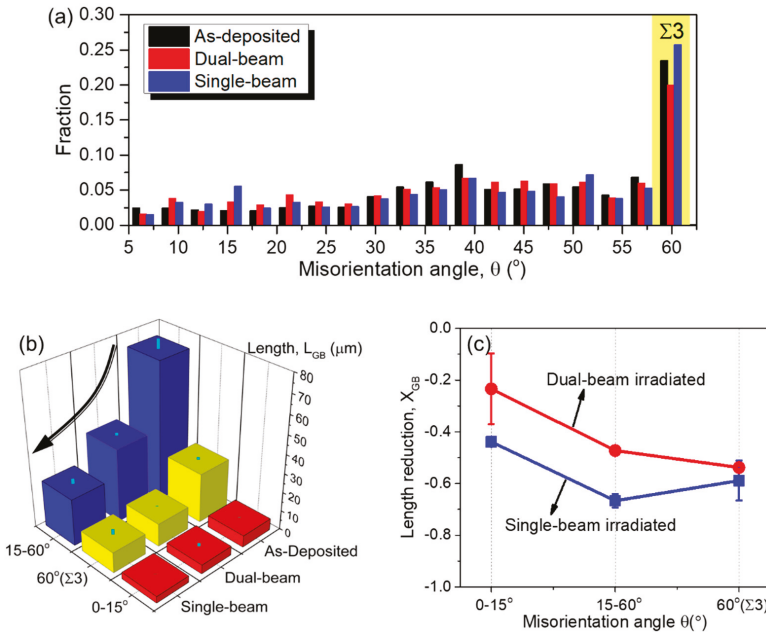 (a)
0.30
0.25
0.20
0.15
0.10
0.05
0.00
Fraction
As-deposited
Dual-beam
Single-beam
Σ3
5 10 15 20 25 30 35 40 45 50 55 60
Misorientation angle, θ (°)
(b)
Length, L_GB (μm)
80
70
60
50
40
30
20
10
0
15-60°
60°(Σ3)
0-15°
As-Deposited
Dual-beam
Single-beam
(c)
0.0
-0.2
-0.4
-0.6
-0.8
-1.0
Length reduction, X_GB
Dual-beam irradiated
Single-beam irradiated
0-15° 15-60° 60°(Σ3)
Misorientation angle θ(°)